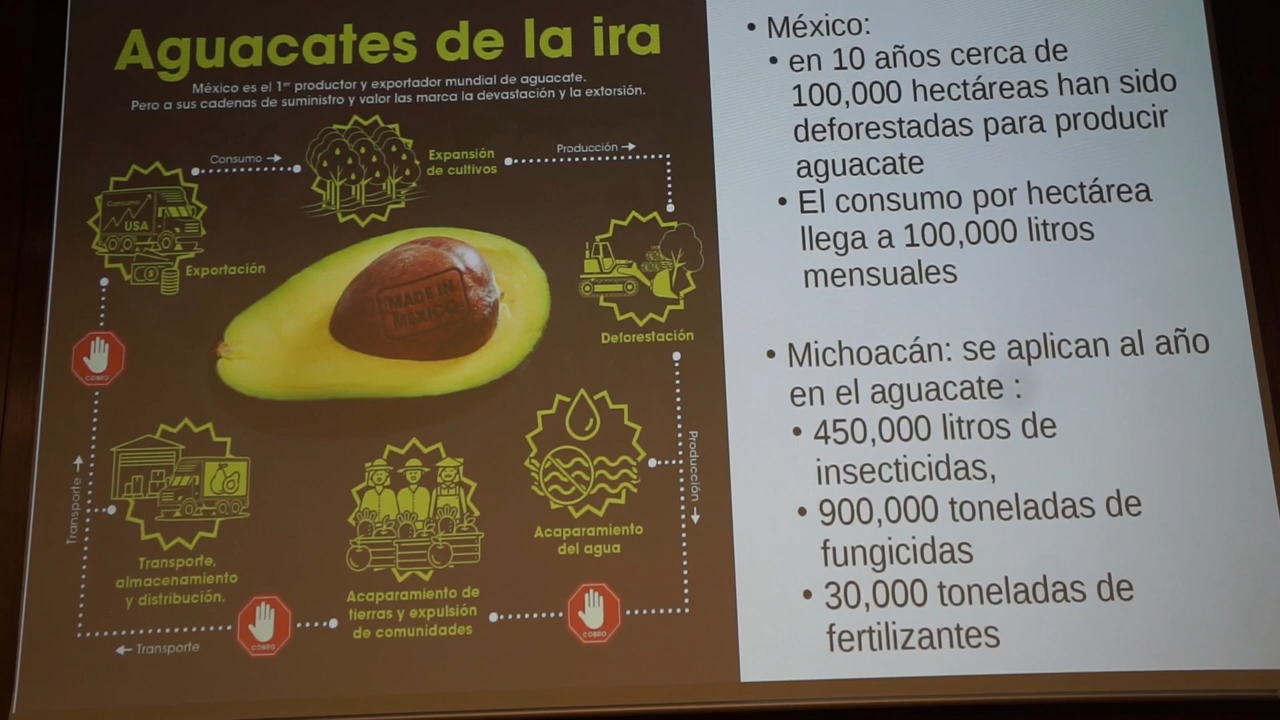 Aguacates de la ira
México es el 1er productor y exportador mundial de aguacate.
Pero a sus cadenas de suministro y valor las marca la devastación y la extorsión.
Consumo
Expansión
de cultivos
Producción
Consumo
USA
Exportación
MADE IN
MEXICO
Deforestación
COBRO
Transporte
Producción
Acaparamiento
del agua
Transporte,
almacenamiento
y distribución.
Acaparamiento de
tierras y expulsión
de comunidades
COBRO
COBRO
Transporte
• México:
• en 10 años cerca de
100,000 hectáreas han sido
deforestadas para producir
aguacate
• El consumo por hectárea
llega a 100,000 litros
mensuales
• Michoacán: se aplican al año
en el aguacate :
• 450,000 litros de
insecticidas,
• 900,000 toneladas de
fungicidas
• 30,000 toneladas de
fertilizantes